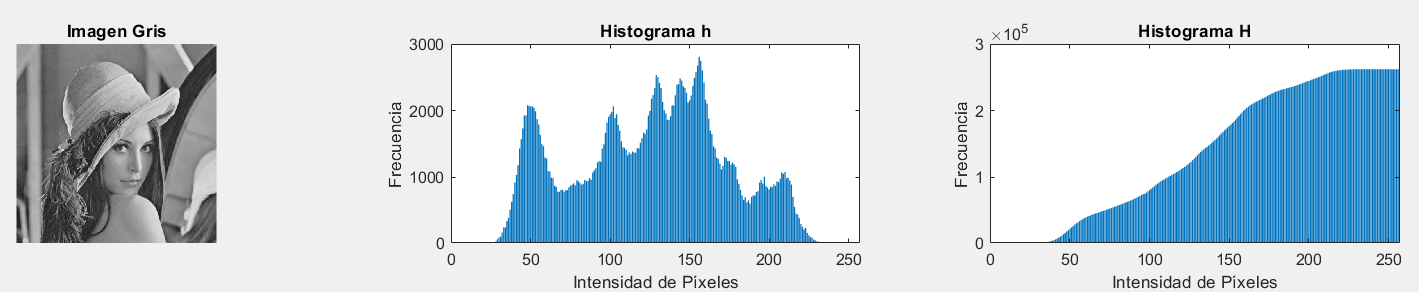 Imagen Gris
Histograma h
3000
2000
1000
0
Frecuencia
0 50 100 150 200 250
Intensidad de Píxeles
Histograma H
×10^5
3
2
1
0
Frecuencia
0 50 100 150 200 250
Intensidad de Píxeles